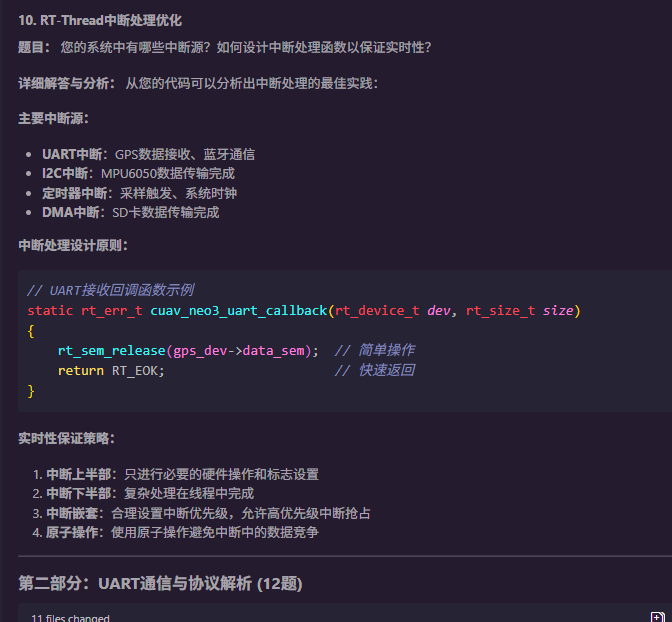 10. RT-Thread中断处理优化
题目： 您的系统中有哪些中断源？如何设计中断处理函数以保证实时性？
详细解答与分析： 从您的代码可以分析出中断处理的最佳实践：
主要中断源：
• UART中断：GPS数据接收、蓝牙通信
• I2C中断：MPU6050数据传输完成
• 定时器中断：采样触发、系统时钟
• DMA中断：SD卡数据传输完成
中断处理设计原则：
// UART接收回调函数示例
static rt_err_t cuav_neo3_uart_callback(rt_device_t dev, rt_size_t size)
{
    rt_sem_release(gps_dev->data_sem);  // 简单操作
    return RT_EOK;                      // 快速返回
}
实时性保证策略：
1. 中断上半部：只进行必要的硬件操作和标志设置
2. 中断下半部：复杂处理在线程中完成
3. 中断嵌套：合理设置中断优先级，允许高优先级中断抢占
4. 原子操作：使用原子操作避免中断中的数据竞争
第二部分：UART通信与协议解析 (12题)
11 files changed